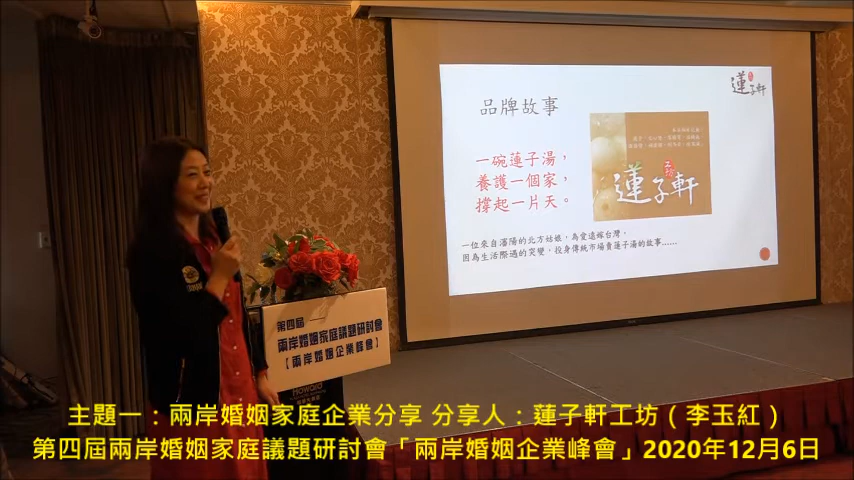 蓮子軒
品牌故事
一碗蓮子湯，
養護一個家，
撐起一片天。
蓮子軒
工坊
一位來自瀋陽的北方姑娘，為愛遠嫁台灣，
因為生活際遇的突變，投身傳統市場賣蓮子湯的故事......
第四屆
兩岸婚姻家庭議題研討會
【兩岸婚姻企業峰會】
Howard
主題一：兩岸婚姻家庭企業分享 分享人：蓮子軒工坊（李玉紅）
第四屆兩岸婚姻家庭議題研討會「兩岸婚姻企業峰會」2020年12月6日